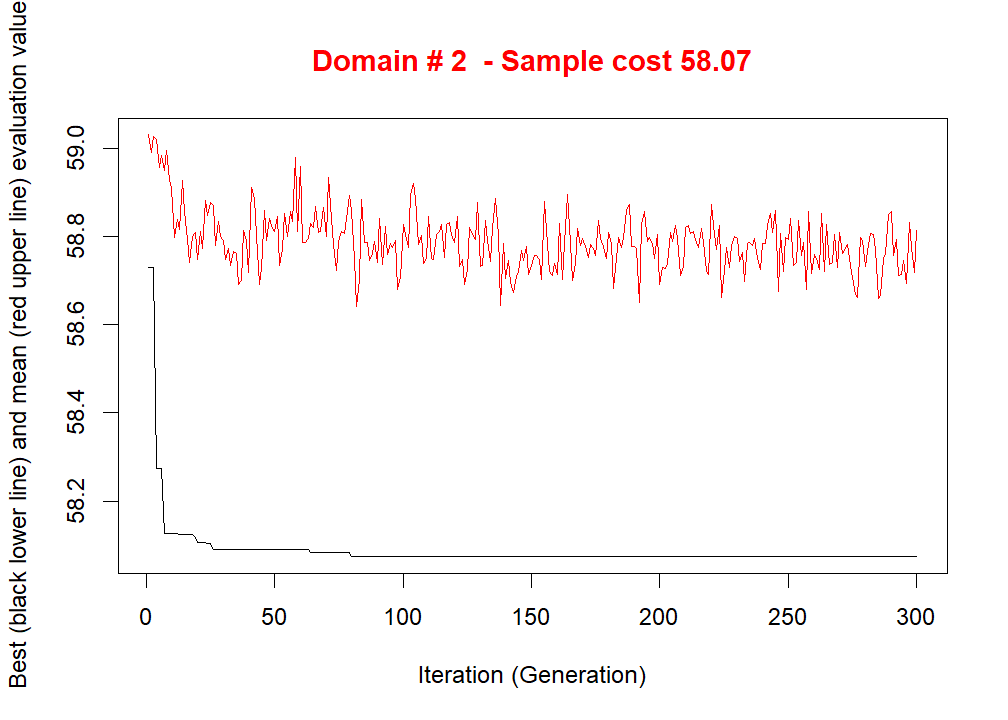 Domain # 2  - Sample cost 58.07
Best (black lower line) and mean (red upper line) evaluation value
59.0
58.8
58.6
58.4
58.2
0 50 100 150 200 250 300
Iteration (Generation)